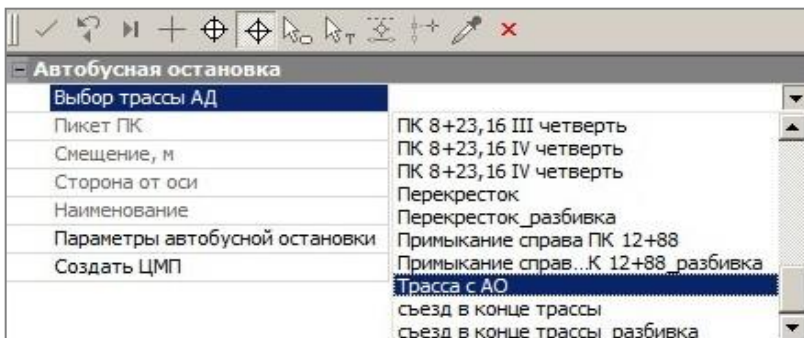 Автобусная остановка
Выбор трассы АД
Пикет ПК
Смещение, м
Сторона от оси
Наименование
Параметры автобусной остановки
Создать ЦМП
ПК 8+23,16 III четверть
ПК 8+23,16 IV четверть
ПК 8+23,16 IV четверть
Перекресток
Перекресток_разбивка
Примыкание справа ПК 12+88
Примыкание справ...К 12+88_разбивка
Трасса с АО
съезд в конце трассы
съезд в конце трассы_разбивка